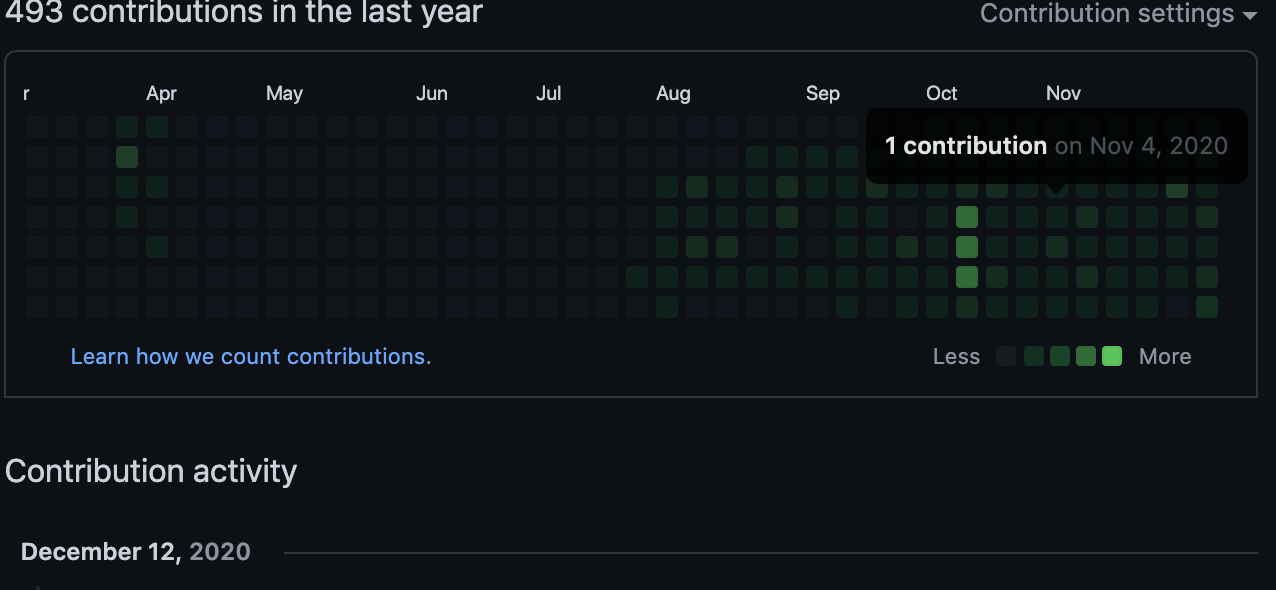 493 contributions in the last year
Contribution settings
r Apr May Jun Jul Aug Sep Oct Nov
1 contribution on Nov 4, 2020
Learn how we count contributions.
Less More
Contribution activity
December 12, 2020